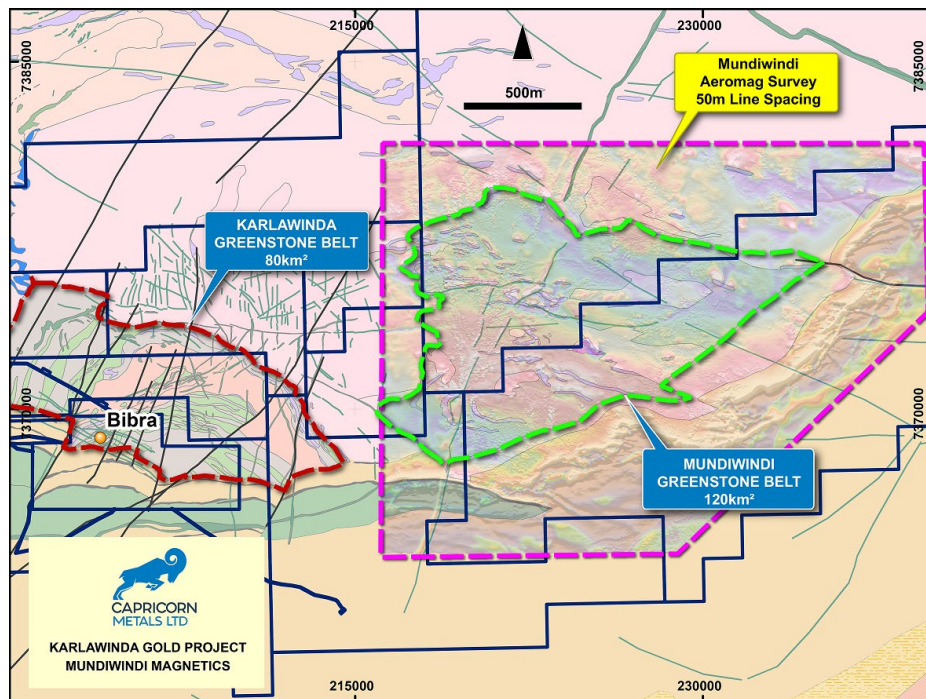 215000
230000
7385000
7385000
500m
Mundiwindi
Aeromag Survey
50m Line Spacing
KARLAWINDA
GREENSTONE BELT
80km²
Bibra
7370000
7370000
MUNDIWINDI
GREENSTONE BELT
120km²
CAPRICORN
METALS LTD
KARLAWINDA GOLD PROJECT
MUNDIWINDI MAGNETICS
215000
230000